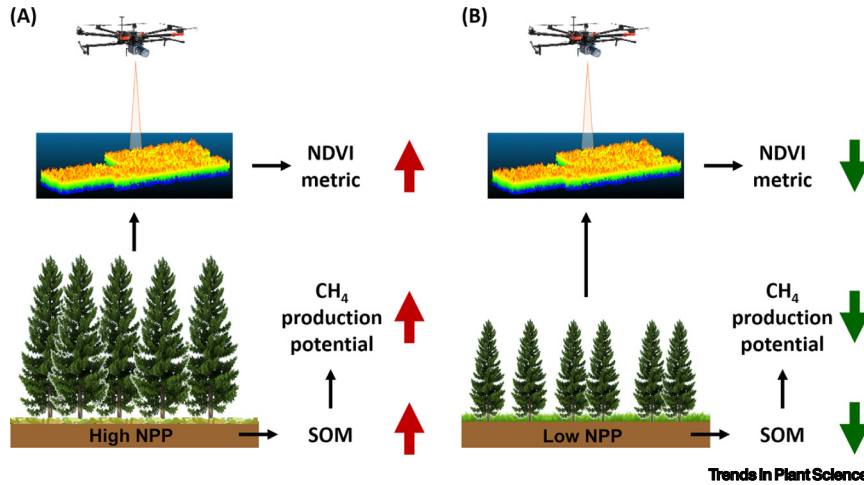 (A)
NDVI
metric
CH₄
production
potential
High NPP
SOM
(B)
NDVI
metric
CH₄
production
potential
Low NPP
SOM
Trends in Plant Science